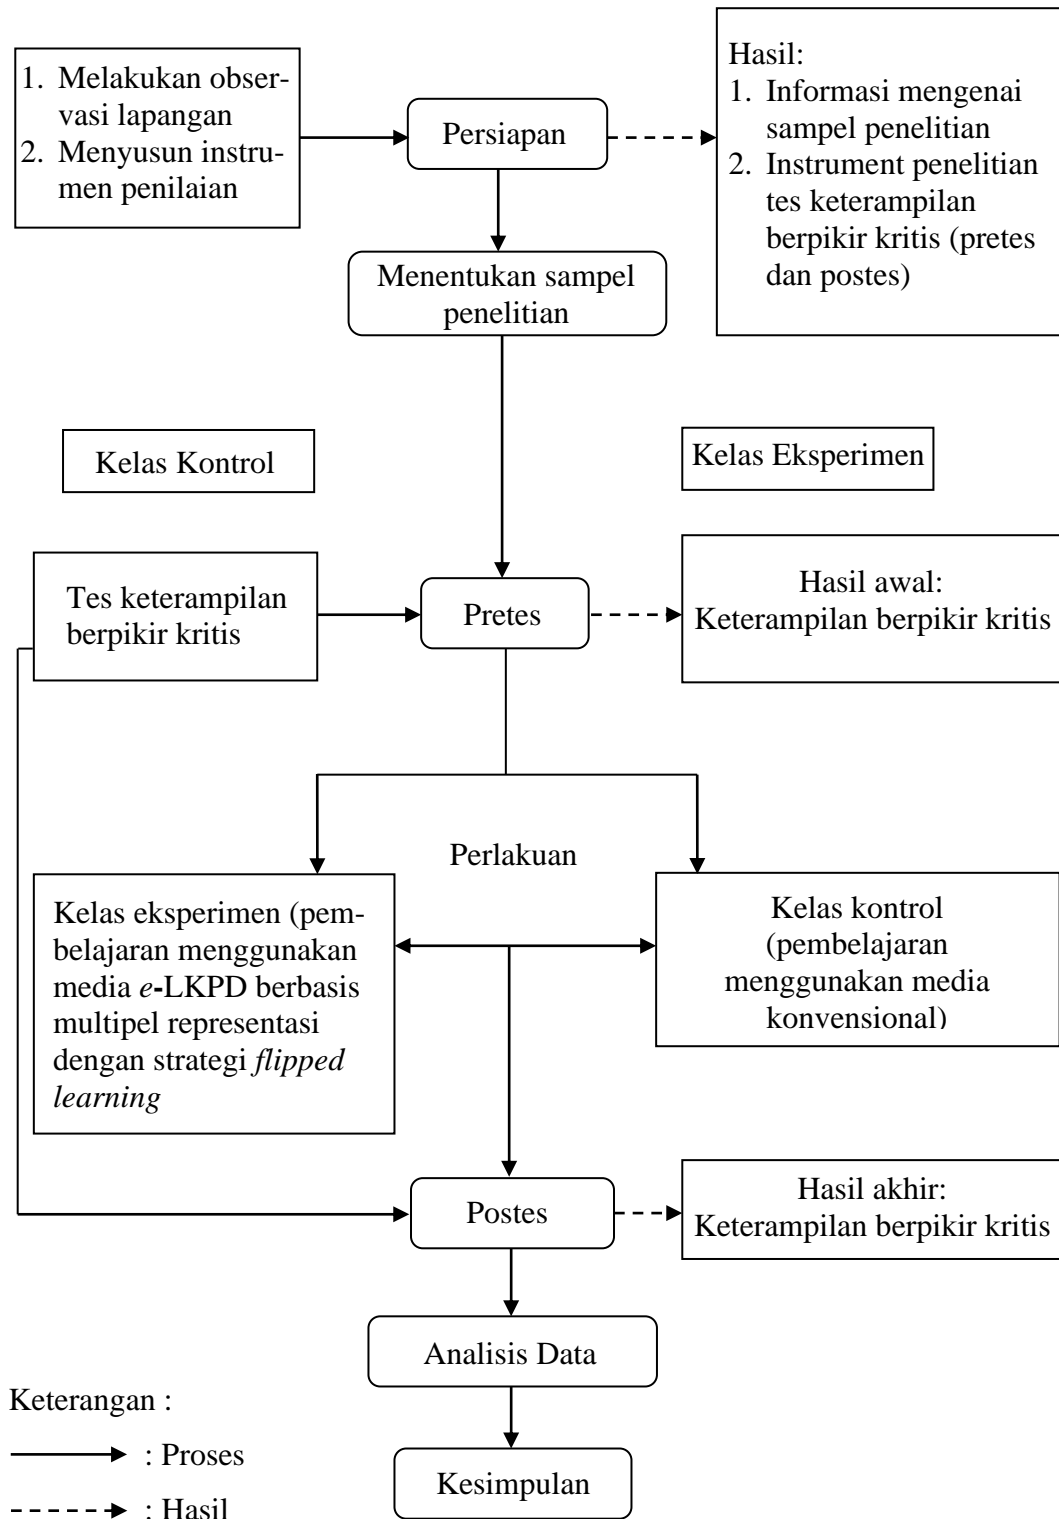 1. Melakukan obser-
vasi lapangan
2. Menyusun instru-
men penilaian
Persiapan
Hasil:
1. Informasi mengenai
sampel penelitian
2. Instrument penelitian
tes keterampilan
berpikir kritis (pretes
dan postes)
Menentukan sampel
penelitian
Kelas Kontrol
Kelas Eksperimen
Tes keterampilan
berpikir kritis
Pretes
Hasil awal:
Keterampilan berpikir kritis
Perlakuan
Kelas eksperimen (pem-
belajaran menggunakan
media e-LKPD berbasis
multipel representasi
dengan strategi flipped
learning
Kelas kontrol
(pembelajaran
menggunakan media
konvensional)
Postes
Hasil akhir:
Keterampilan berpikir kritis
Analisis Data
Kesimpulan
Keterangan :
: Proses
: Hasil